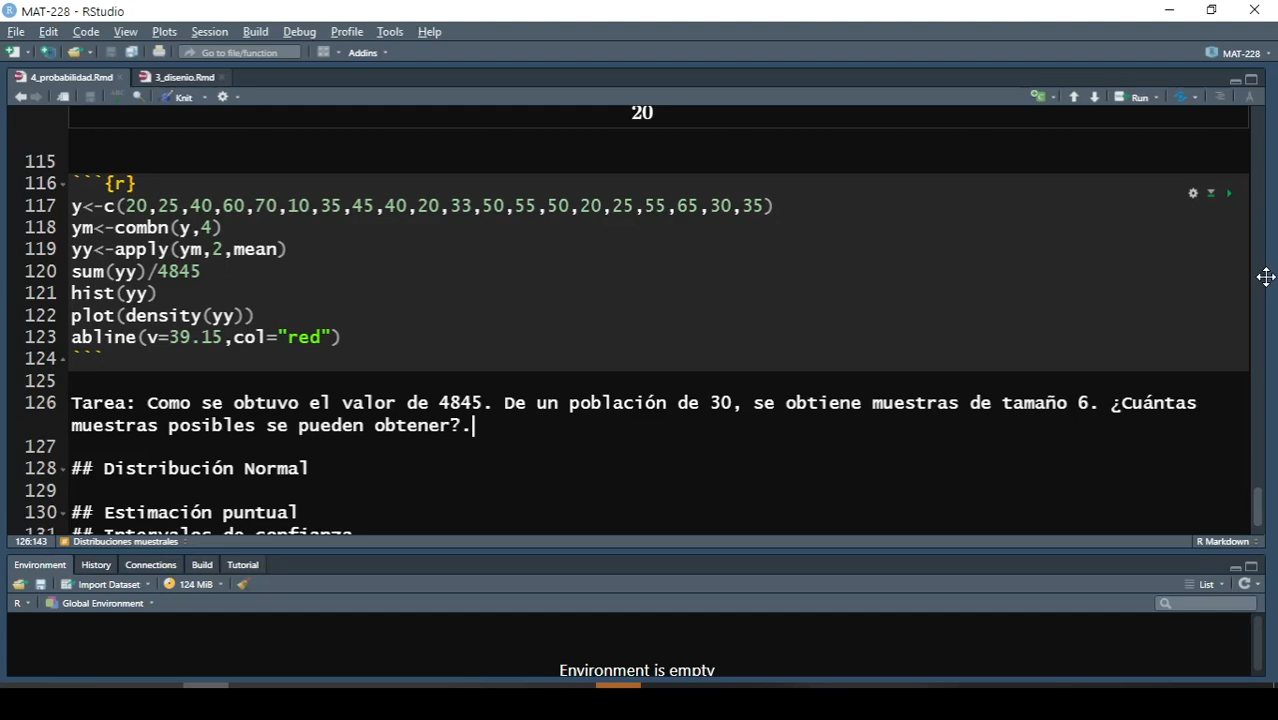 MAT-228 - RStudio
File Edit Code View Plots Session Build Debug Profile Tools Help
Go to file/function Addins MAT-228
4_probabilidad.Rmd 3_disenio.Rmd
Knit Run
20
115
116 ```{r}
117 y<-c(20,25,40,60,70,10,35,45,40,20,33,50,55,50,20,25,55,65,30,35)
118 ym<-combn(y,4)
119 yy<-apply(ym,2,mean)
120 sum(yy)/4845
121 hist(yy)
122 plot(density(yy))
123 abline(v=39.15,col="red")
124 ```
125
126 Tarea: Como se obtuvo el valor de 4845. De un población de 30, se obtiene muestras de tamaño 6. ¿Cuántas
muestras posibles se pueden obtener?.
127
128 ## Distribución Normal
129
130 ## Estimación puntual
131 ## Intervalos de confianza
126:143 Distribuciones muestrales R Markdown
Environment History Connections Build Tutorial
Import Dataset 124 MiB List
R Global Environment
Environment is empty